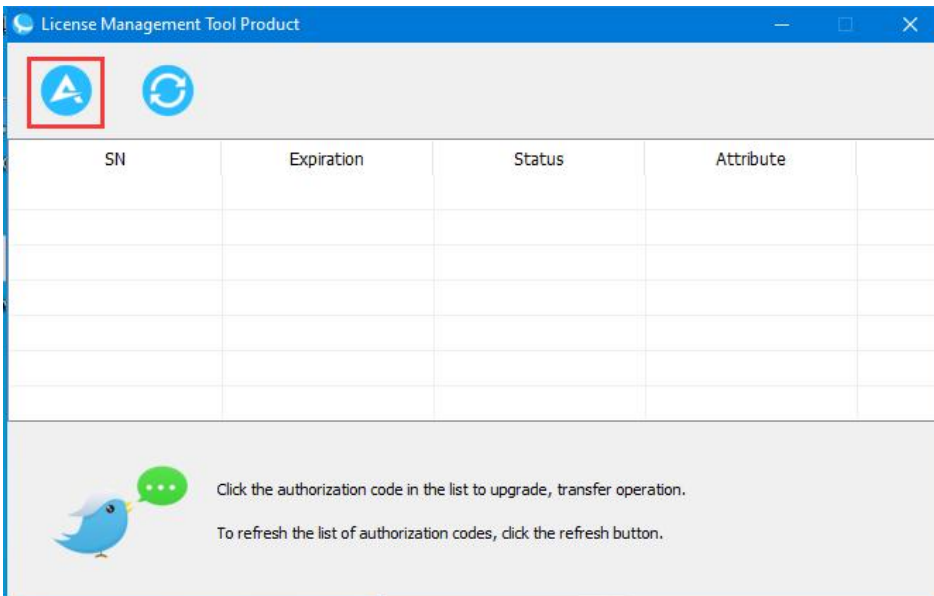 License Management Tool Product
SN Expiration Status Attribute
Click the authorization code in the list to upgrade, transfer operation.
To refresh the list of authorization codes, click the refresh button.